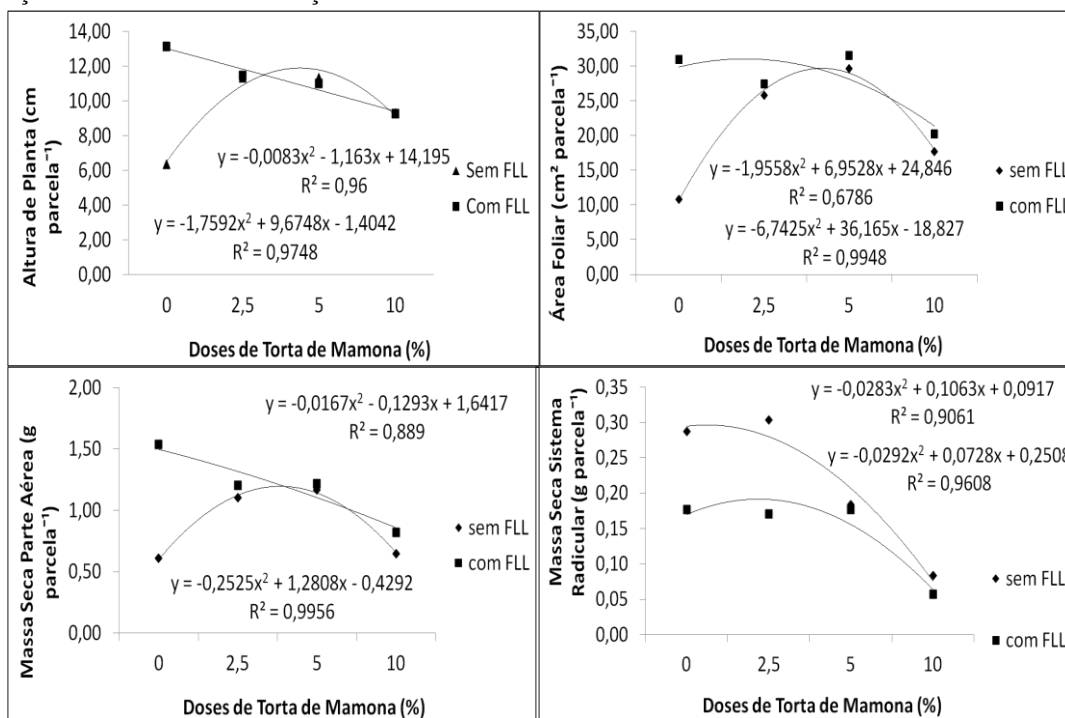 Altura de Planta (cm
parcela⁻¹)
14,00
12,00
10,00
8,00
6,00
4,00
2,00
0,00
y = -0,0083x² - 1,163x + 14,195
R² = 0,96
y = -1,7592x² + 9,6748x - 1,4042
R² = 0,9748
Sem FLL
Com FLL
0
2,5
5
10
Doses de Torta de Mamona (%)
Área Foliar (cm² parcela⁻¹)
35,00
30,00
25,00
20,00
15,00
10,00
5,00
0,00
y = -1,9558x² + 6,9528x + 24,846
R² = 0,6786
y = -6,7425x² + 36,165x - 18,827
R² = 0,9948
sem FLL
com FLL
0
2,5
5
10
Doses de Torta de Mamona (%)
Massa Seca Parte Aérea (g
parcela⁻¹)
2,00
1,50
1,00
0,50
0,00
y = -0,0167x² - 0,1293x + 1,6417
R² = 0,889
y = -0,2525x² + 1,2808x - 0,4292
R² = 0,9956
sem FLL
com FLL
0
2,5
5
10
Doses de Torta de Mamona (%)
Massa Seca Sistema
Radicular (g parcela⁻¹)
0,35
0,30
0,25
0,20
0,15
0,10
0,05
0,00
y = -0,0283x² + 0,1063x + 0,0917
R² = 0,9061
y = -0,0292x² + 0,0728x + 0,2508
R² = 0,9608
sem FLL
com FLL
0
2,5
5
10
Doses de Torta de Mamona (%)